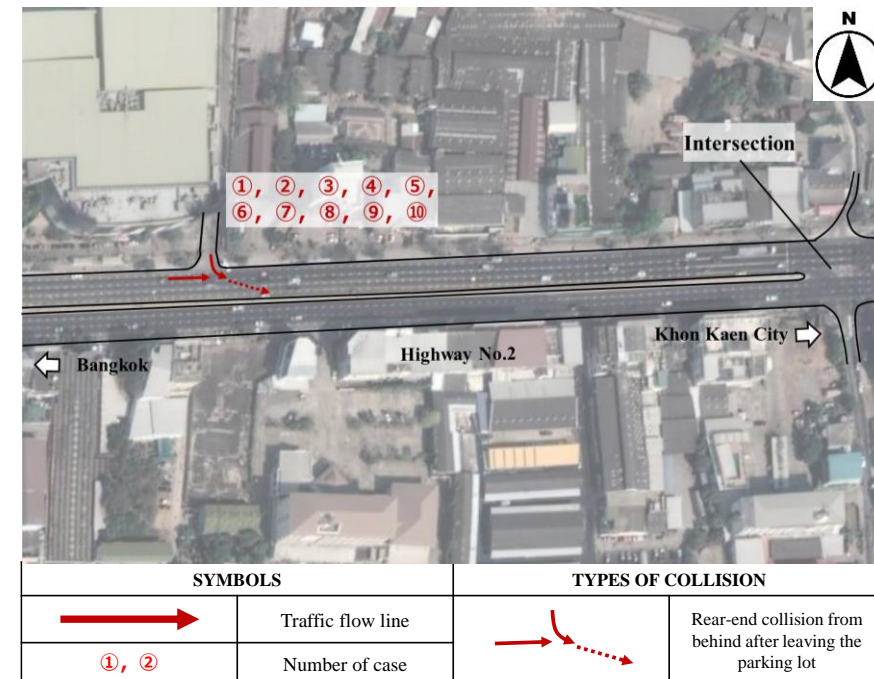 N
Intersection
①, ②, ③, ④, ⑤,
⑥, ⑦, ⑧, ⑨, ⑩
Khon Kaen City
Highway No.2
Bangkok
SYMBOLS
TYPES OF COLLISION
Traffic flow line
①, ②
Number of case
Rear-end collision from
behind after leaving the
parking lot